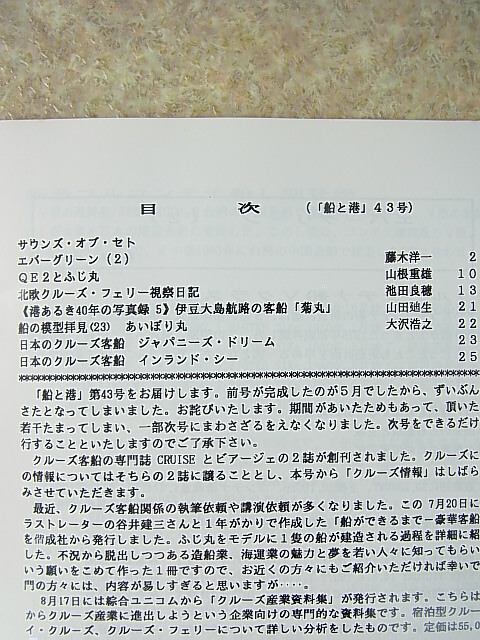 目　次　（「船と港」４３号）
サウンズ・オブ・セト
エバーグリーン（２）　藤木洋一　２
ＱＥ２とふじ丸　山根重雄　１０
北欧クルーズ・フェリー視察日記　池田良穂　１３
《港あるき40年の写真録 ５》伊豆大島航路の客船「菊丸」　山田廸生　２１
船の模型拝見(23)　あいぼり丸　大沢浩之　２２
日本のクルーズ客船　ジャパニーズ・ドリーム　２３
日本のクルーズ客船　インランド・シー　２５
「船と港」第43号をお届けします。前号が完成したのが５月でしたから、ずいぶん
さたとなってしまいました。お詫びいたします。期間があいたためもあって、頂いた
若干たまってしまい、一部次号にまわさざるをえなくなりました。次号をできるだけ
行することといたしますのでご了承下さい。
クルーズ客船の専門誌 CRUISE とビアージェの２誌が創刊されました。クルーズに
の情報についてはそちらの２誌に譲ることとし、本号から「クルーズ情報」はしばら
みさせていただきます。
最近、クルーズ客船関係の執筆依頼や講演依頼が多くなりました。この 7月20日に
ラストレーターの谷井建三さんと１年がかりで作成した「船ができるまで－豪華客船
を偕成社から発行しました。ふじ丸をモデルに１隻の船が建造される過程を詳細に紹
した。不況から脱出しつつある造船業、海運業の魅力と夢を若い人々に知ってもらい
いう願いをこめて作った１冊ですので、お近くの方々にもご紹介いただければ幸いで
門の方々には、内容が易しすぎると思いますが‥‥。
8月17日には綜合ユニコムから「クルーズ産業資料集」が発行されます。こちらは
からクルーズ産業に進出しようという企業向けの専門的な資料集です。宿泊型クルー
イ・クルーズ、クルーズ・フェリーについて詳しい分析をしたものです。定価は55,0